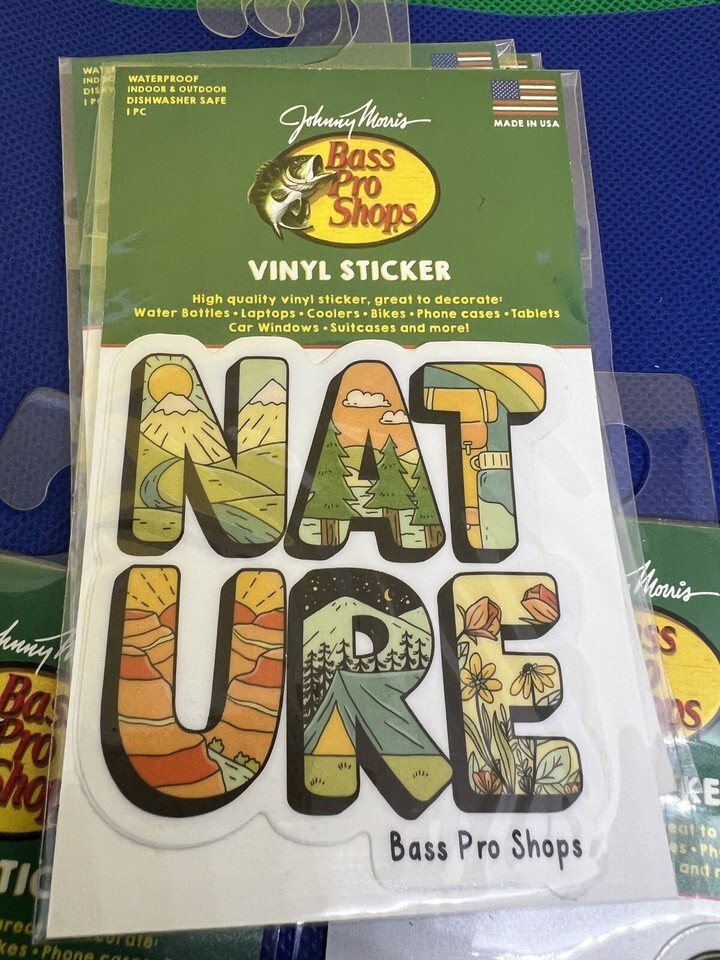 WATERPROOF
INDOOR & OUTDOOR
DISHWASHER SAFE
1 PC
MADE IN USA
Johnny Morris
Bass
Pro
Shops
VINYL STICKER
High quality vinyl sticker, great to decorate:
Water Bottles • Laptops • Coolers • Bikes • Phone cases • Tablets
Car Windows • Suitcases and more!
NAT
URE
Bass Pro Shops
Morris